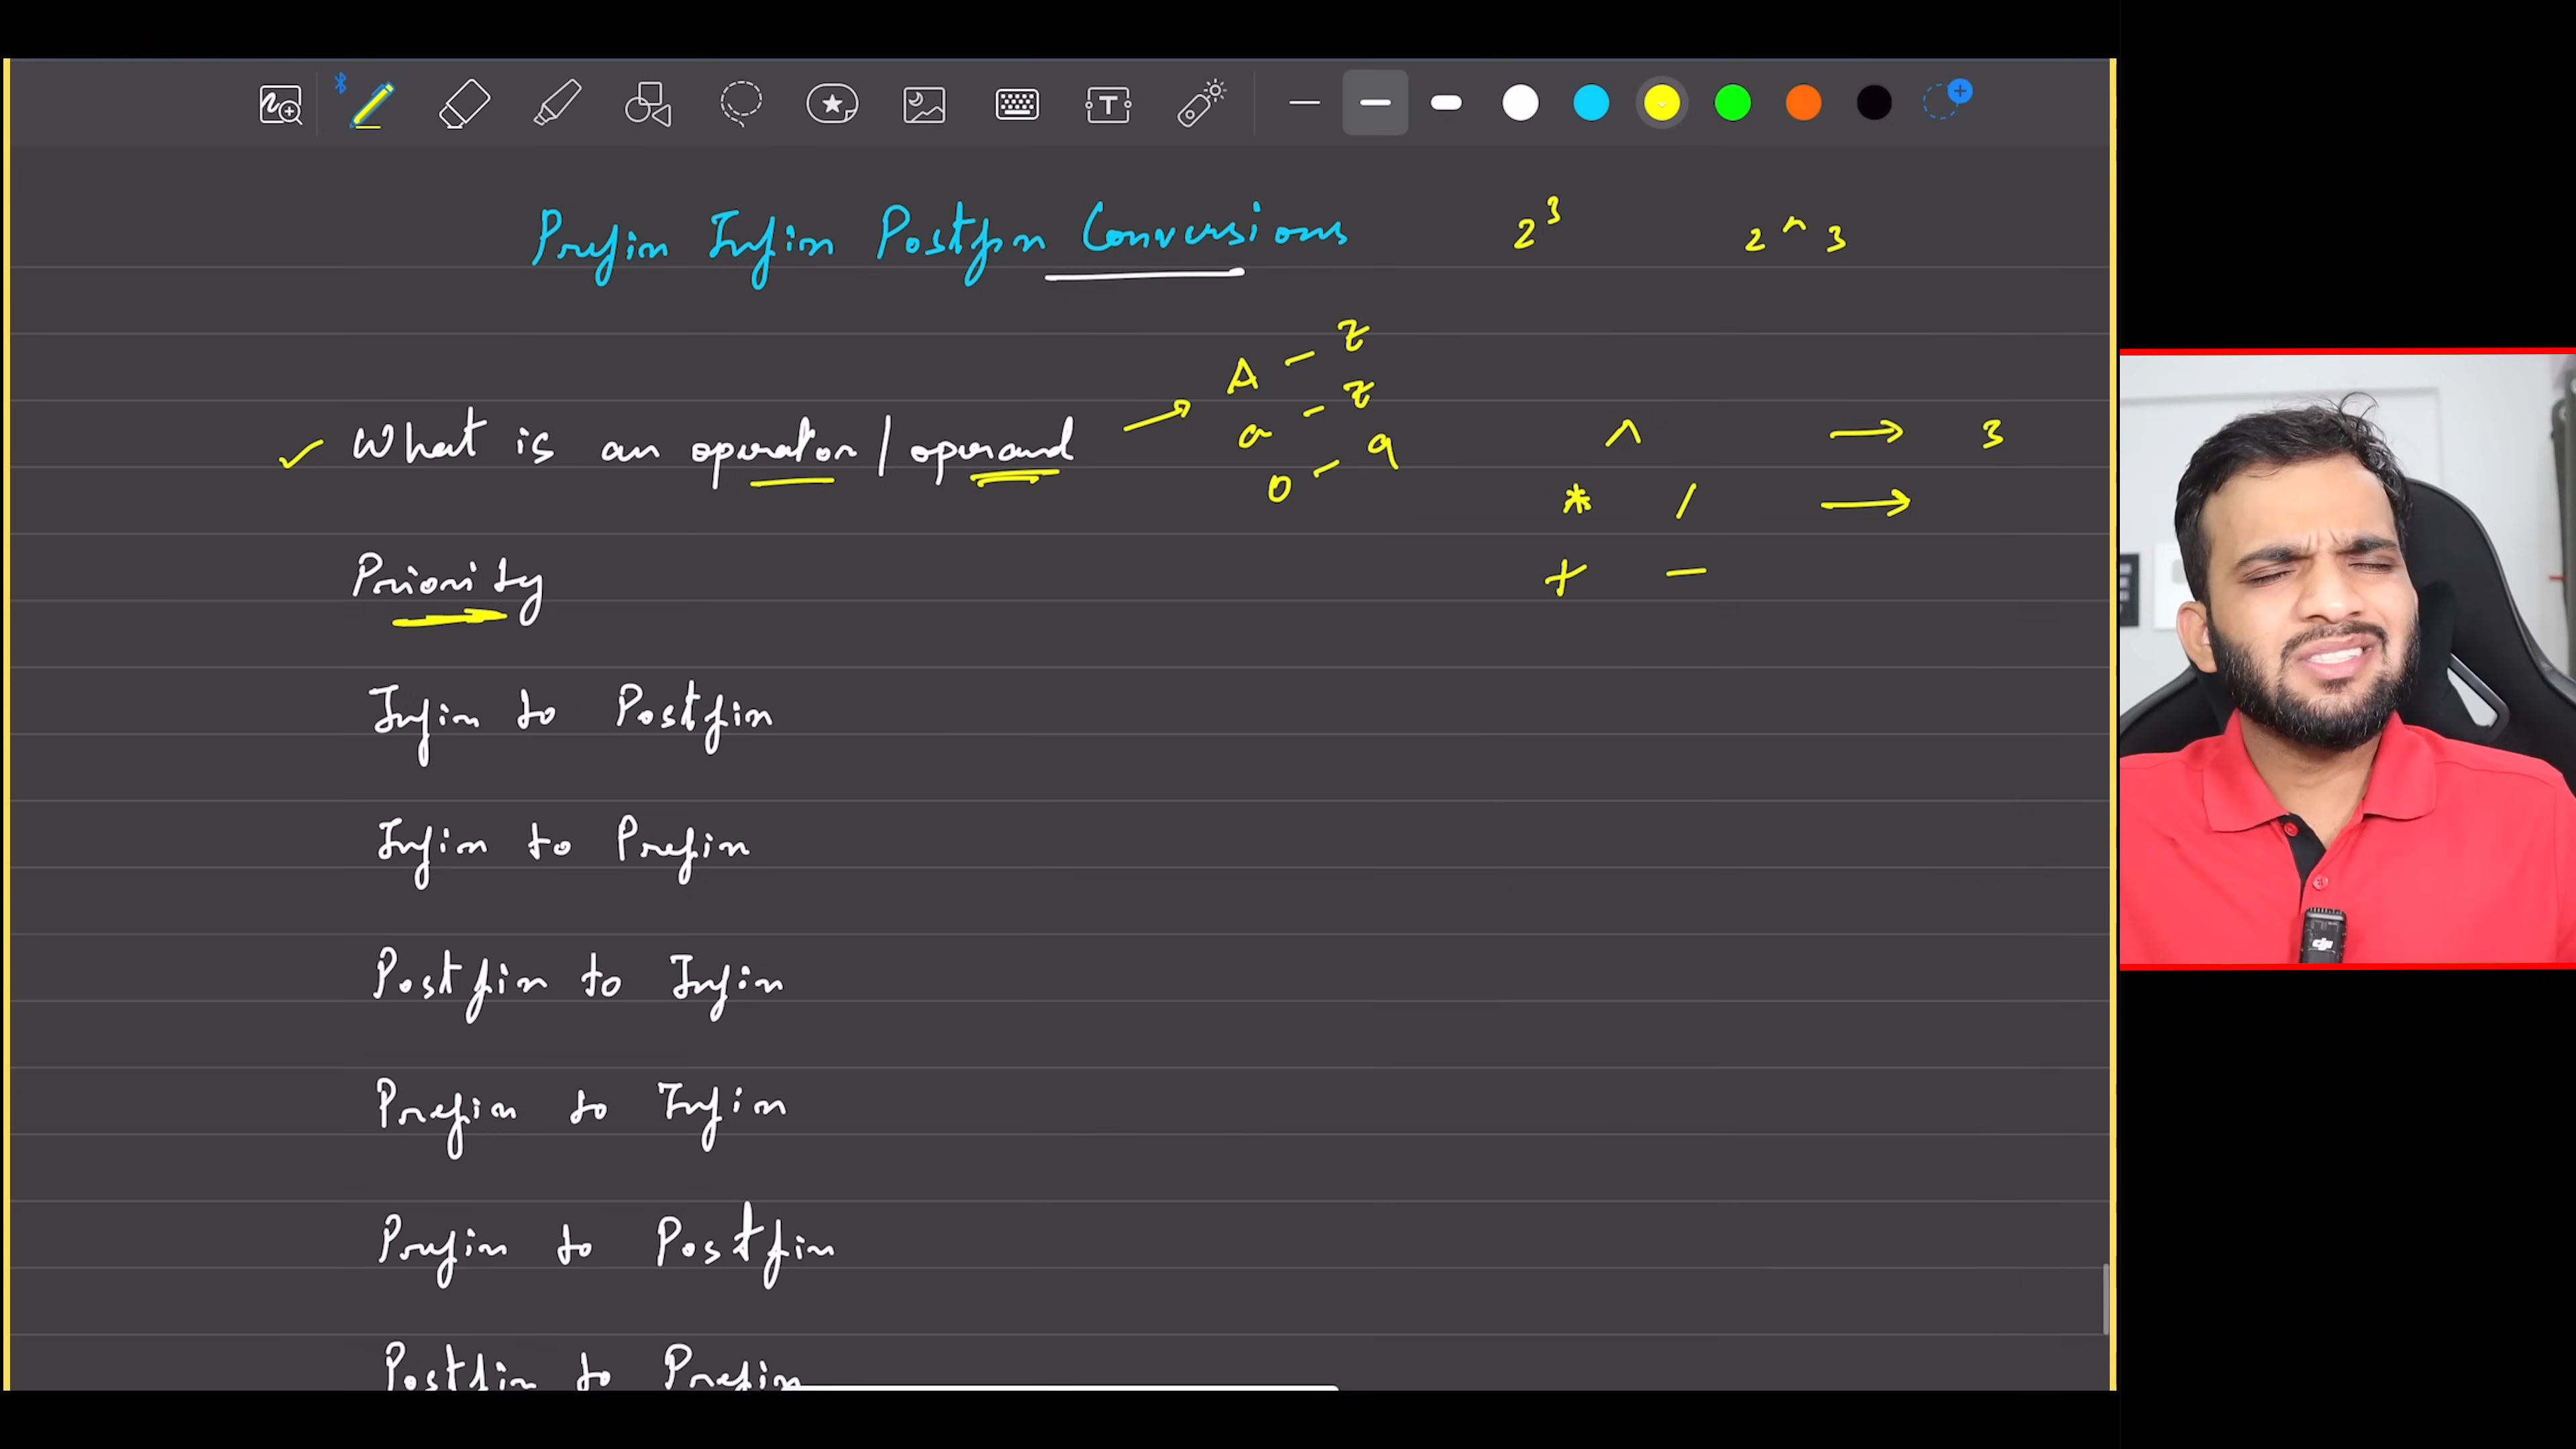 Prefix Infix Postfix Conversions
2³ 2^3
A - Z
a - z
0 - 9
✓ What is an operator / operand →
^ → 3
* / →
Priority
+ -
Infix to Postfix
Infix to Prefix
Postfix to Infix
Prefix to Infix
Prefix to Postfix
Postfix to Prefix
T
dji